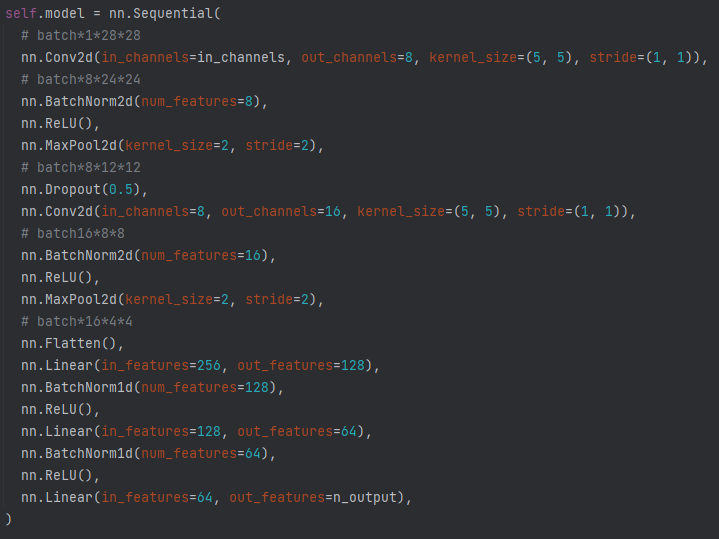 self.model = nn.Sequential(
# batch*1*28*28
nn.Conv2d(in_channels=in_channels, out_channels=8, kernel_size=(5, 5), stride=(1, 1)),
# batch*8*24*24
nn.BatchNorm2d(num_features=8),
nn.ReLU(),
nn.MaxPool2d(kernel_size=2, stride=2),
# batch*8*12*12
nn.Dropout(0.5),
nn.Conv2d(in_channels=8, out_channels=16, kernel_size=(5, 5), stride=(1, 1)),
# batch16*8*8
nn.BatchNorm2d(num_features=16),
nn.ReLU(),
nn.MaxPool2d(kernel_size=2, stride=2),
# batch*16*4*4
nn.Flatten(),
nn.Linear(in_features=256, out_features=128),
nn.BatchNorm1d(num_features=128),
nn.ReLU(),
nn.Linear(in_features=128, out_features=64),
nn.BatchNorm1d(num_features=64),
nn.ReLU(),
nn.Linear(in_features=64, out_features=n_output),
)